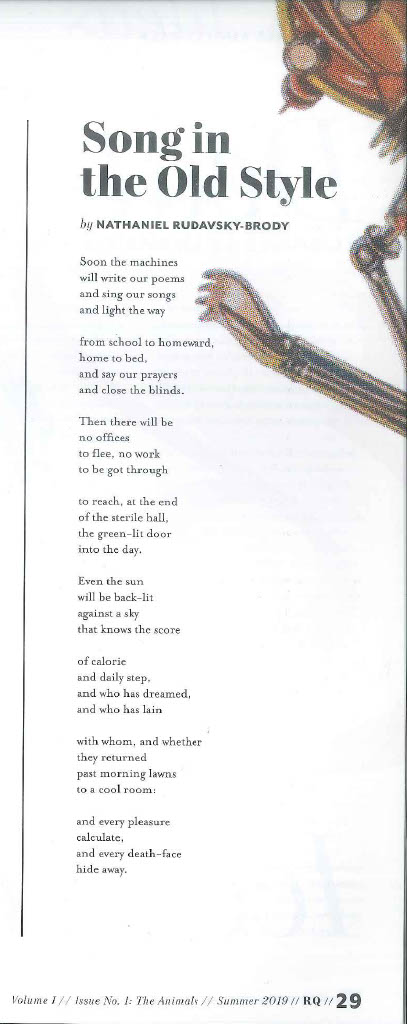 Song in
the Old Style
by NATHANIEL RUDAVSKY-BRODY
Soon the machines
will write our poems
and sing our songs
and light the way
from school to homeward,
home to bed,
and say our prayers
and close the blinds.
Then there will be
no offices
to flee, no work
to be got through
to reach, at the end
of the sterile hall,
the green-lit door
into the day.
Even the sun
will be back-lit
against a sky
that knows the score
of calorie
and daily step,
and who has dreamed,
and who has lain
with whom, and whether
they returned
past morning lawns
to a cool room:
and every pleasure
calculate,
and every death-face
hide away.
Volume I // Issue No. 1: The Animals // Summer 2019 // RQ // 29